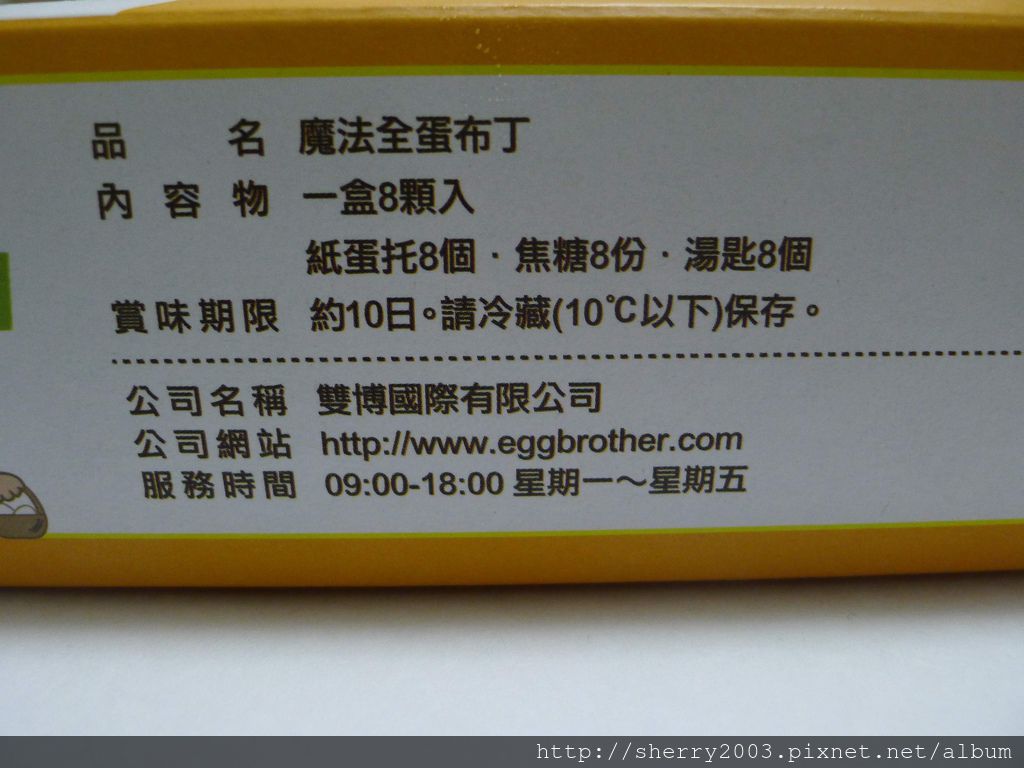 品名 魔法全蛋布丁
內容物 一盒8顆入
紙蛋托8個．焦糖8份．湯匙8個
賞味期限 約10日。請冷藏(10℃以下)保存。
公司名稱 雙博國際有限公司
公司網站 http://www.eggbrother.com
服務時間 09:00-18:00 星期一～星期五
http://sherry2003.pixnet.net/album